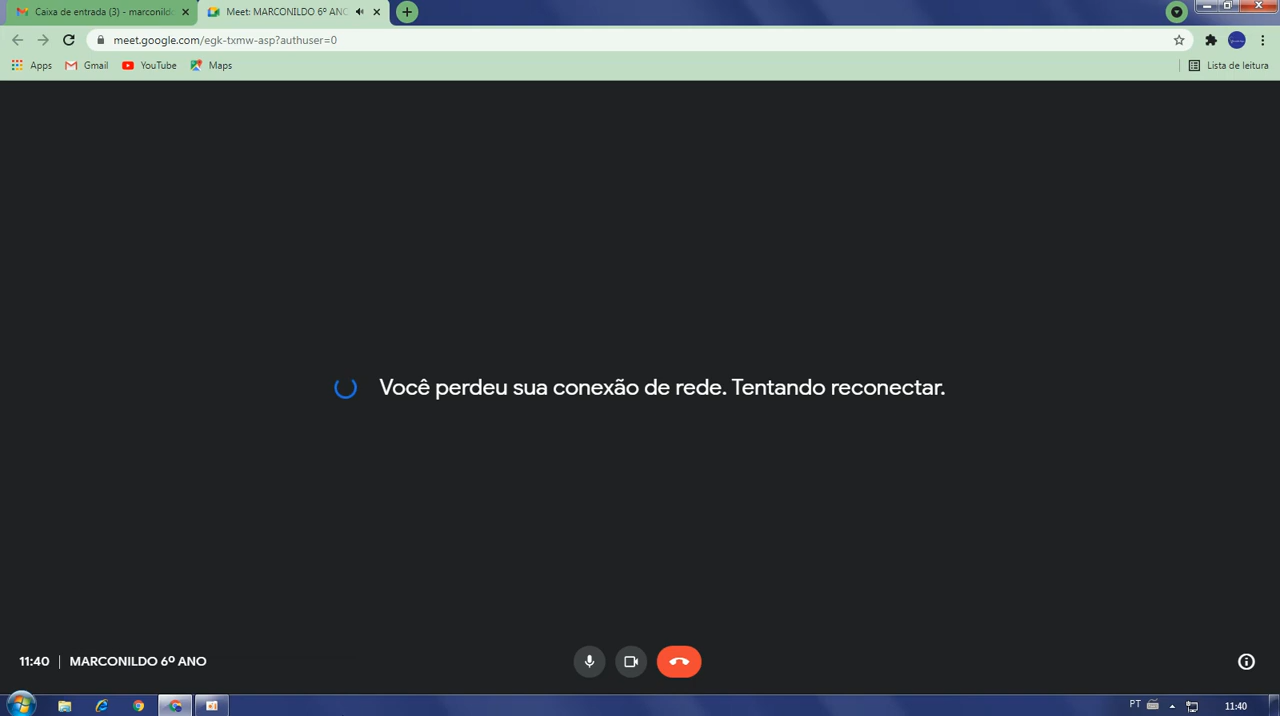 Caixa de entrada (3) - marconild
Meet: MARCONILDO 6º ANO
meet.google.com/egk-txmw-asp?authuser=0
Apps
Gmail
YouTube
Maps
Lista de leitura
Você perdeu sua conexão de rede. Tentando reconectar.
11:40 | MARCONILDO 6º ANO
PT
11:40